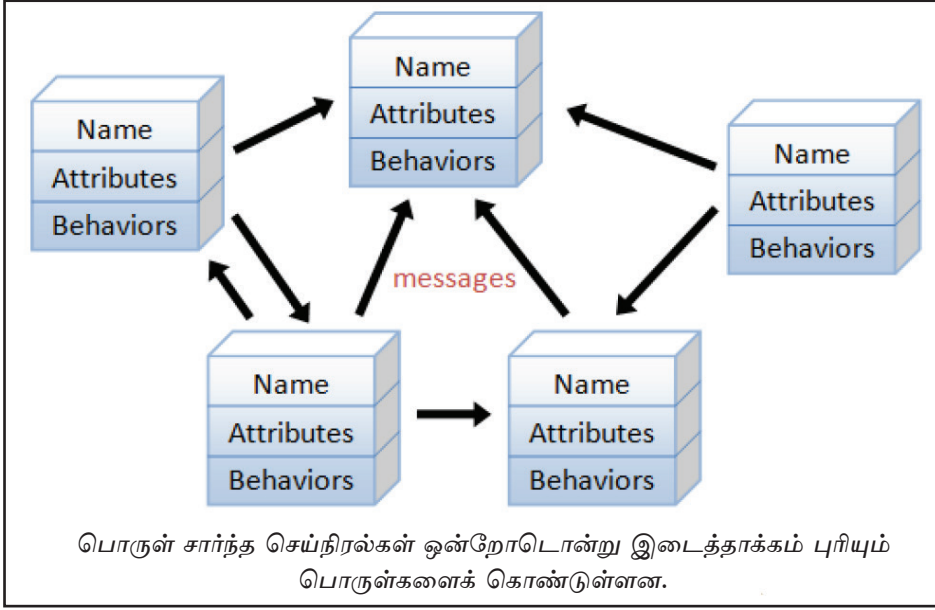 Name
Attributes
Behaviors
Name
Attributes
Behaviors
Name
Attributes
Behaviors
messages
Name
Attributes
Behaviors
Name
Attributes
Behaviors
பொருள் சார்ந்த செய்நிரல்கள் ஒன்றோடொன்று இடைத்தாக்கம் புரியும்
பொருள்களைக் கொண்டுள்ளன.